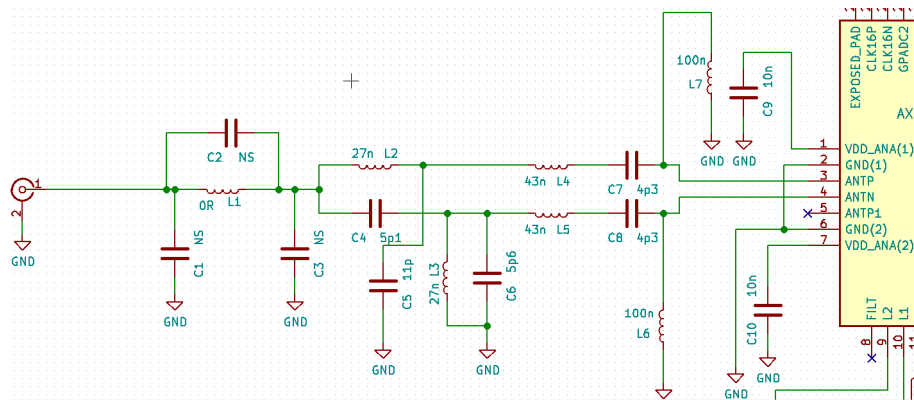 EXPOSED_PAD
CLK16P
CLK16N
GPADC2
100n
L7
10n
C9
AX
GND
GND
C2 NS
27n L2
1
VDD_ANA(1)
2
GND(1)
3
ANTP
4
ANTN
5
ANTP1
6
GND(2)
7
VDD_ANA(2)
1
2
0R L1
43n L4
C7 4p3
GND
NS
C1
NS
C3
C4 5p1
43n L5
C8 4p3
11p
C5
27n L3
5p6
C6
10n
C10
100n
L6
GND
GND
GND
GND
GND
GND
FILT
L2
L1
8
9
10